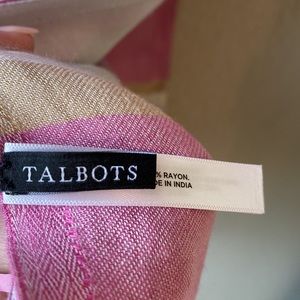 TALBOTS
% RAYON.
DE IN INDIA